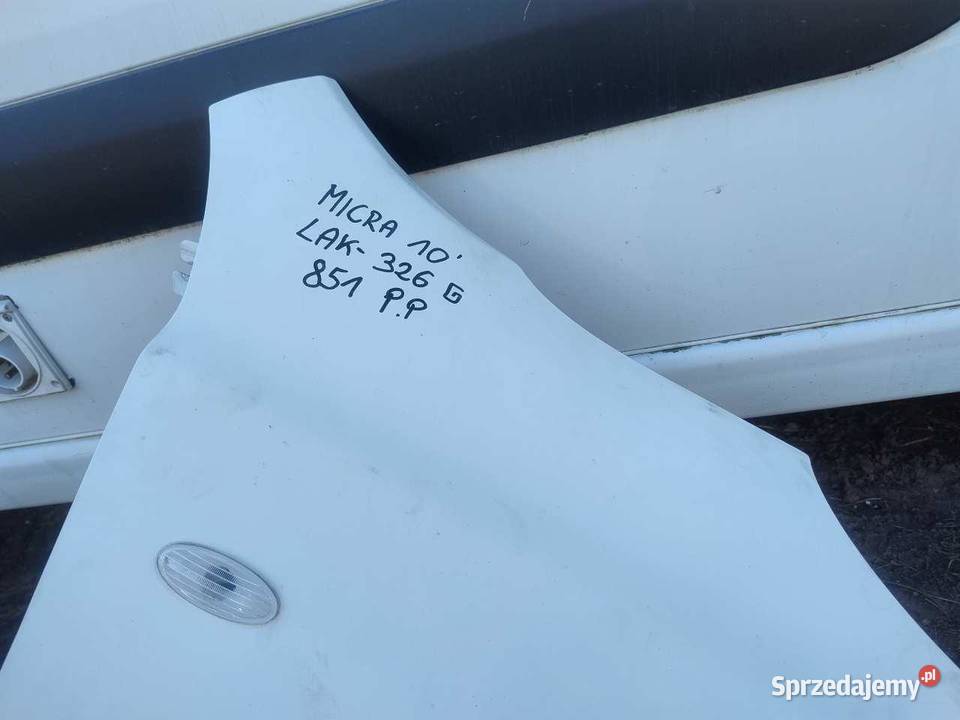 MICRA 10'
LAK- 326 G
851 P.P
Sprzedajemy.pl